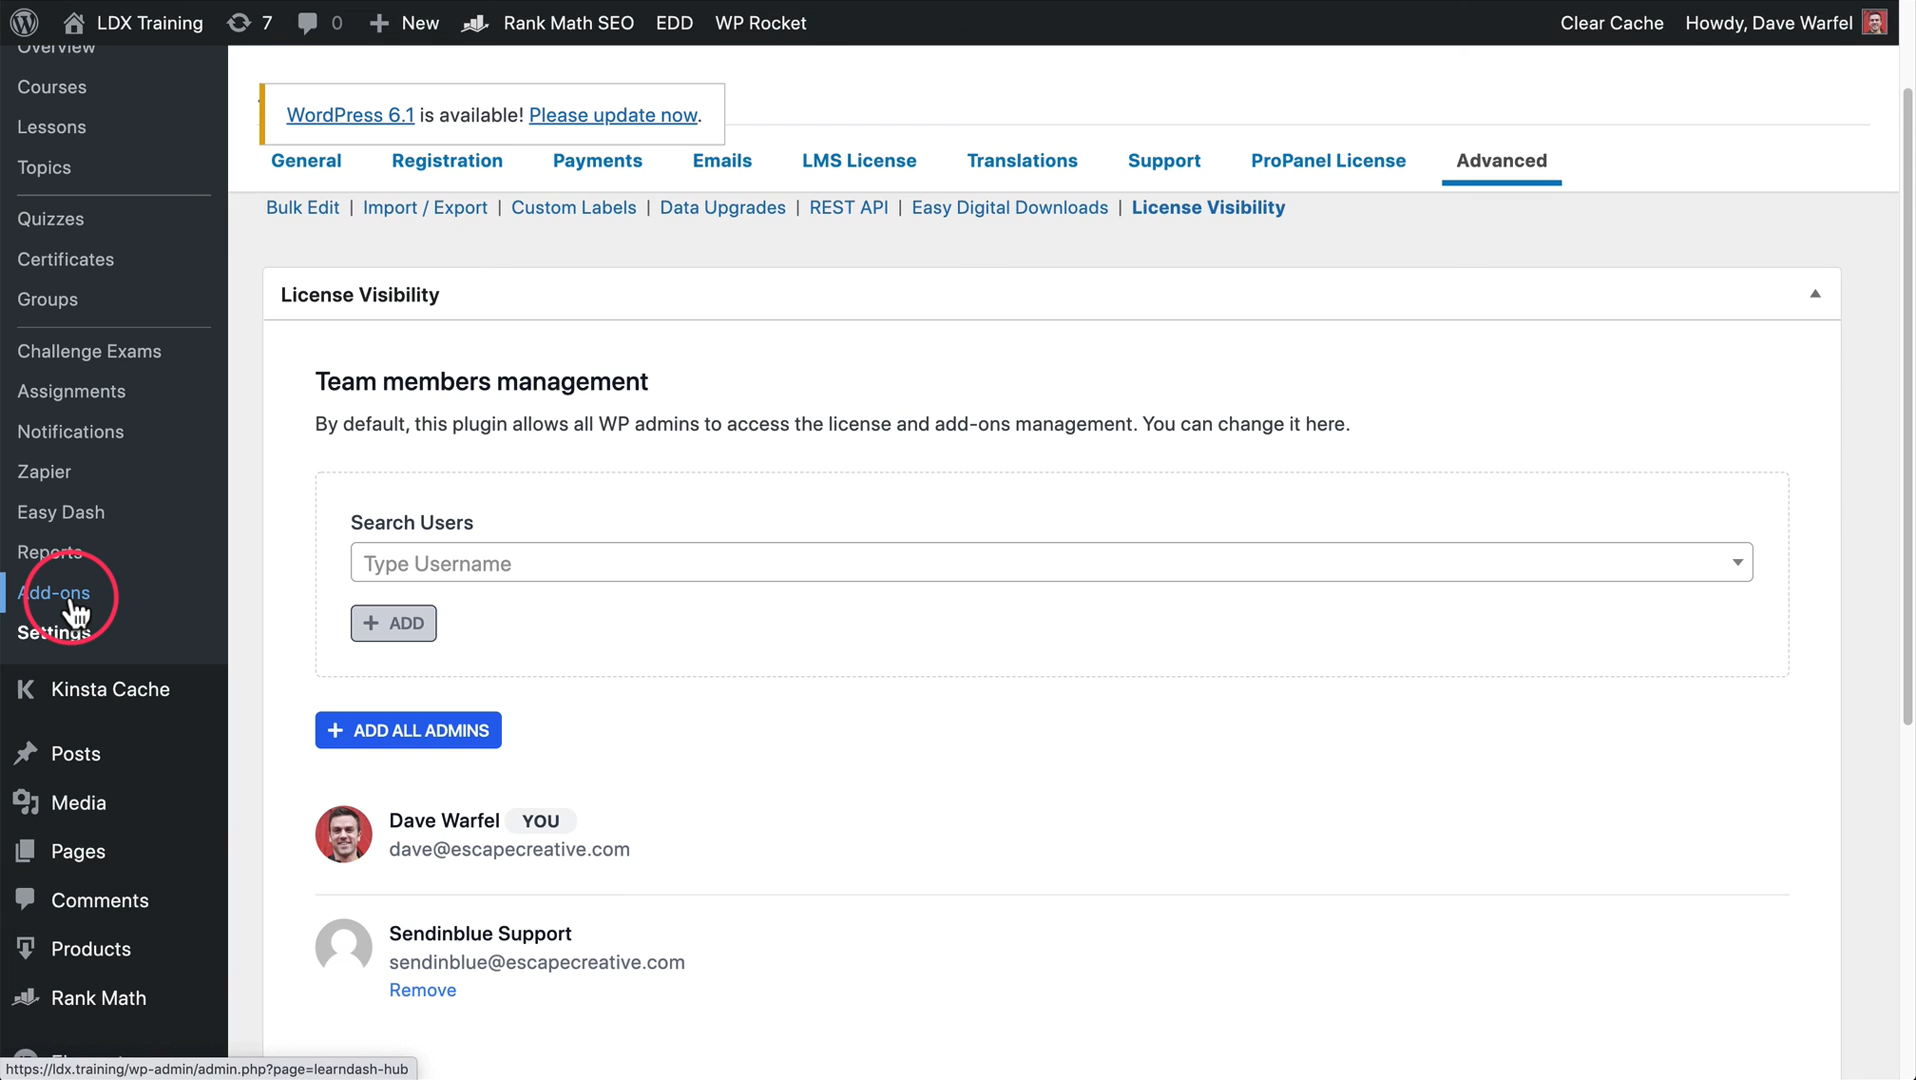 LDX Training 7 0 New Rank Math SEO EDD WP Rocket Clear Cache Howdy, Dave Warfel
Overview
Courses
Lessons
Topics
Quizzes
Certificates
Groups
Challenge Exams
Assignments
Notifications
Zapier
Easy Dash
Reports
Add-ons
Settings
Kinsta Cache
Posts
Media
Pages
Comments
Products
Rank Math
WordPress 6.1 is available! Please update now.
General Registration Payments Emails LMS License Translations Support ProPanel License Advanced
Bulk Edit | Import / Export | Custom Labels | Data Upgrades | REST API | Easy Digital Downloads | License Visibility
License Visibility
Team members management
By default, this plugin allows all WP admins to access the license and add-ons management. You can change it here.
Search Users
Type Username
+ ADD
+ ADD ALL ADMINS
Dave Warfel YOU
dave@escapecreative.com
Sendinblue Support
sendinblue@escapecreative.com
Remove
https://ldx.training/wp-admin/admin.php?page=learndash-hub